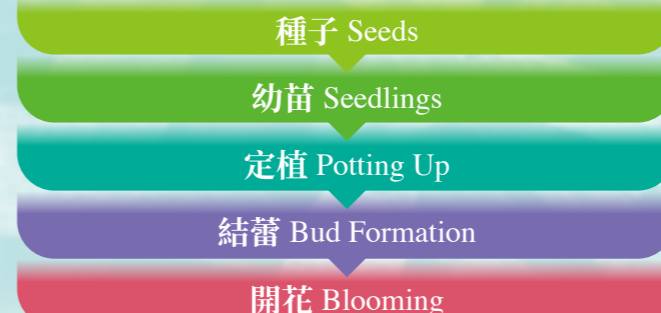 種子 Seeds
幼苗 Seedlings
定植 Potting Up
結蕾 Bud Formation
開花 Blooming